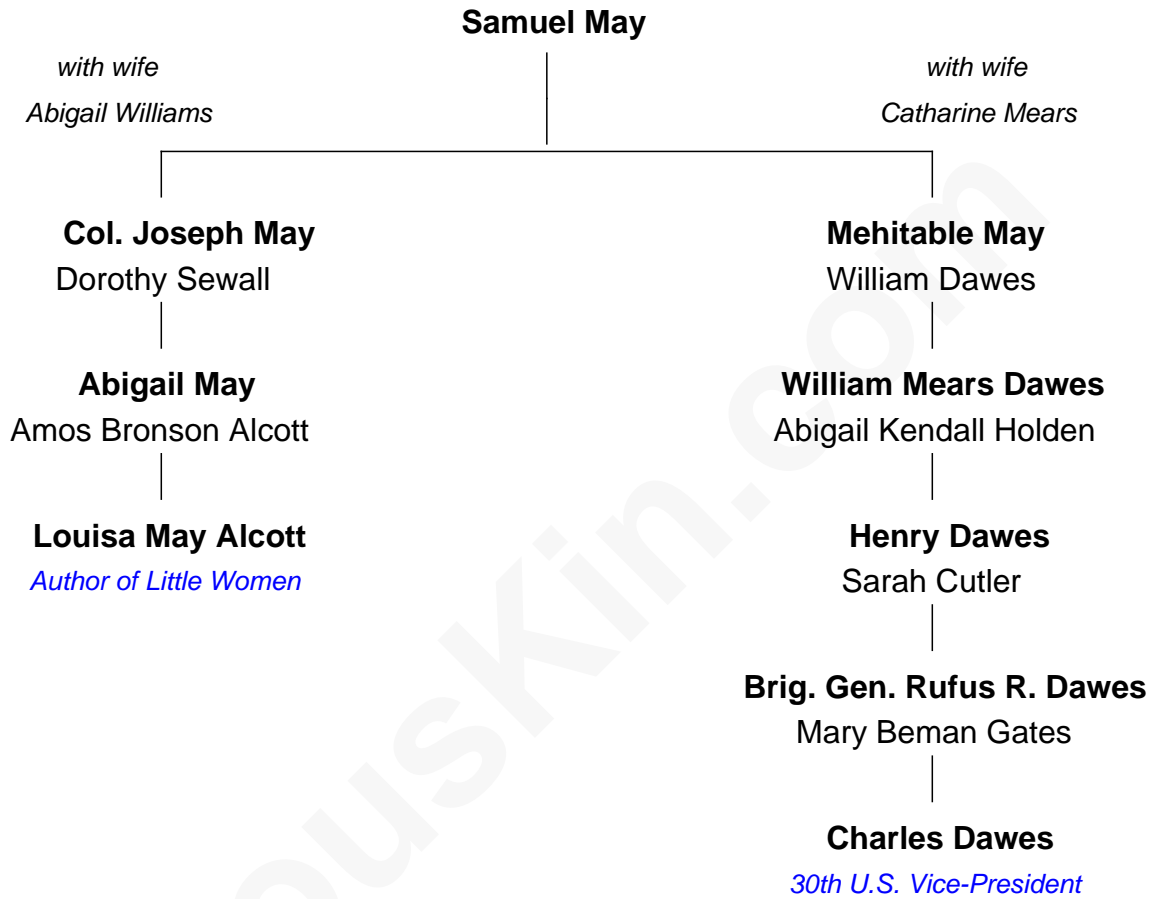 Samuel May
with wife
Abigail Williams
with wife
Catharine Mears
Col. Joseph May
Dorothy Sewall
Mehitable May
William Dawes
Abigail May
Amos Bronson Alcott
William Mears Dawes
Abigail Kendall Holden
Louisa May Alcott
Author of Little Women
Henry Dawes
Sarah Cutler
Brig. Gen. Rufus R. Dawes
Mary Beman Gates
Charles Dawes
30th U.S. Vice-President
ousKin.com